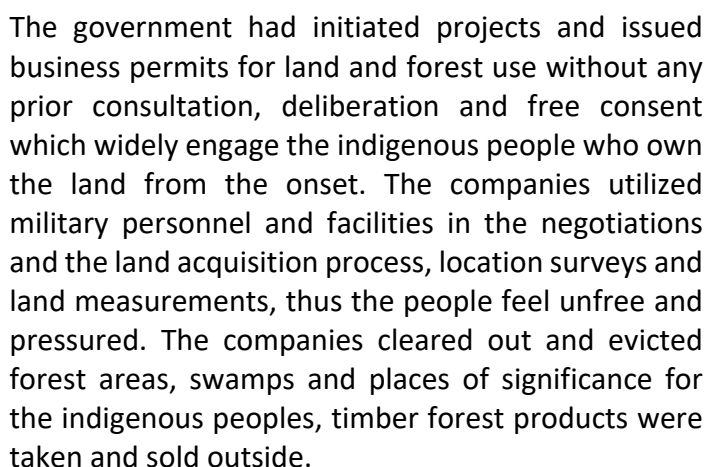 The government had initiated projects and issued
business permits for land and forest use without any
prior consultation, deliberation and free consent
which widely engage the indigenous people who own
the land from the onset. The companies utilized
military personnel and facilities in the negotiations
and the land acquisition process, location surveys and
land measurements, thus the people feel unfree and
pressured. The companies cleared out and evicted
forest areas, swamps and places of significance for
the indigenous peoples, timber forest products were
taken and sold outside.